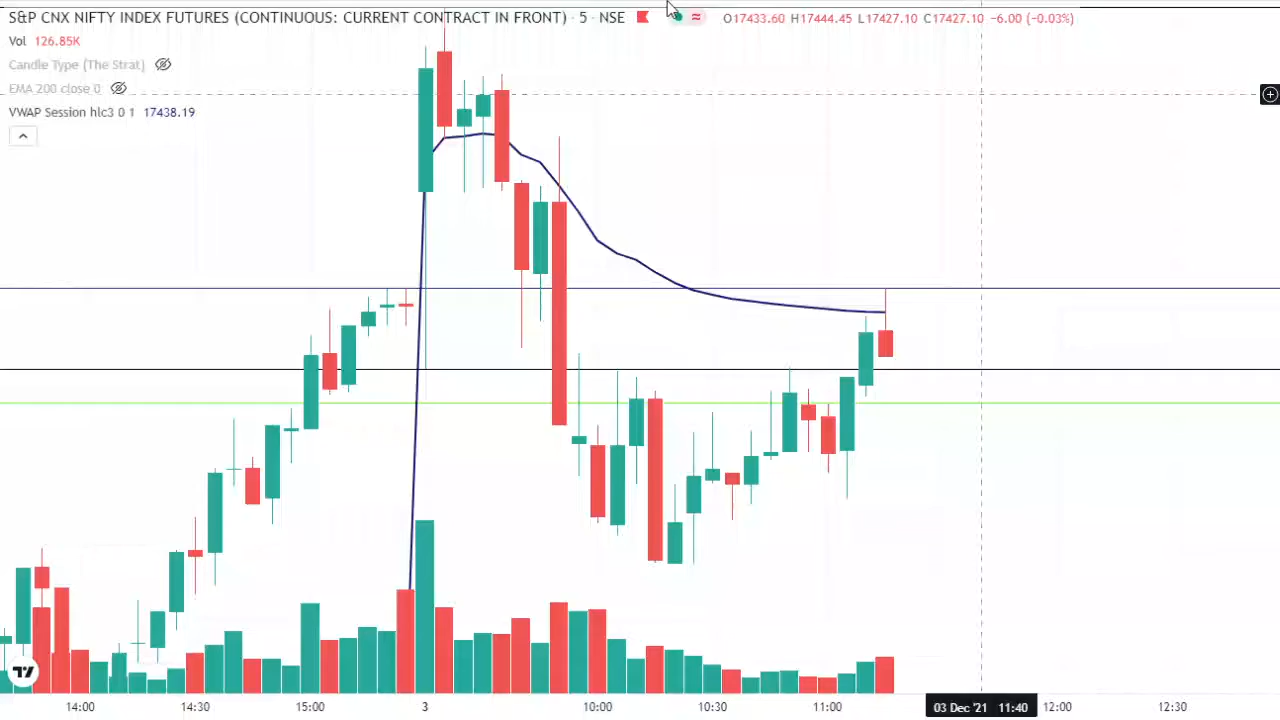 S&P CNX NIFTY INDEX FUTURES (CONTINUOUS: CURRENT CONTRACT IN FRONT) · 5 · NSE O17433.60 H17444.45 L17427.10 C17427.10 −6.00 (−0.03%)
Vol 126.85K
Candle Type (The Strat)
EMA 200 close 0
VWAP Session hlc3 0 1 17438.19
14:00 14:30 15:00 3 10:00 10:30 11:00 03 Dec '21 11:40 12:00 12:30